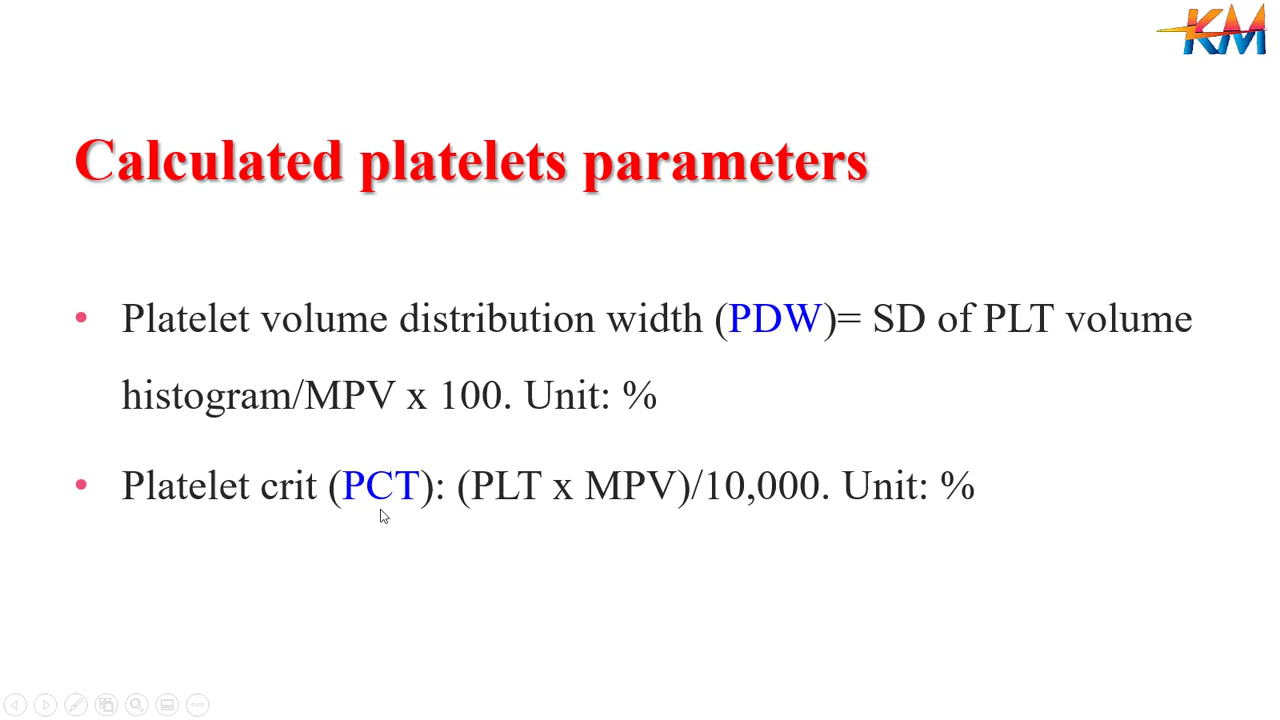 KM
Calculated platelets parameters
• Platelet volume distribution width (PDW)= SD of PLT volume
histogram/MPV x 100. Unit: %
• Platelet crit (PCT): (PLT x MPV)/10,000. Unit: %